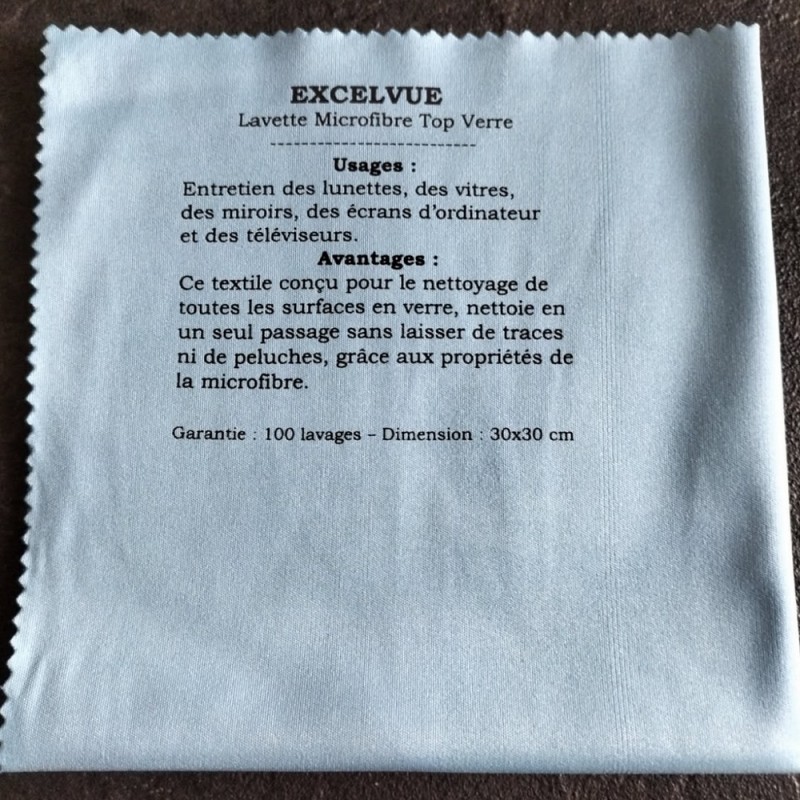 EXCELVUE
Lavette Microfibre Top Verre
--------------------------
Usages :
Entretien des lunettes, des vitres,
des miroirs, des écrans d'ordinateur
et des téléviseurs.
Avantages :
Ce textile conçu pour le nettoyage de
toutes les surfaces en verre, nettoie en
un seul passage sans laisser de traces
ni de peluches, grâce aux propriétés de
la microfibre.
Garantie : 100 lavages – Dimension : 30x30 cm